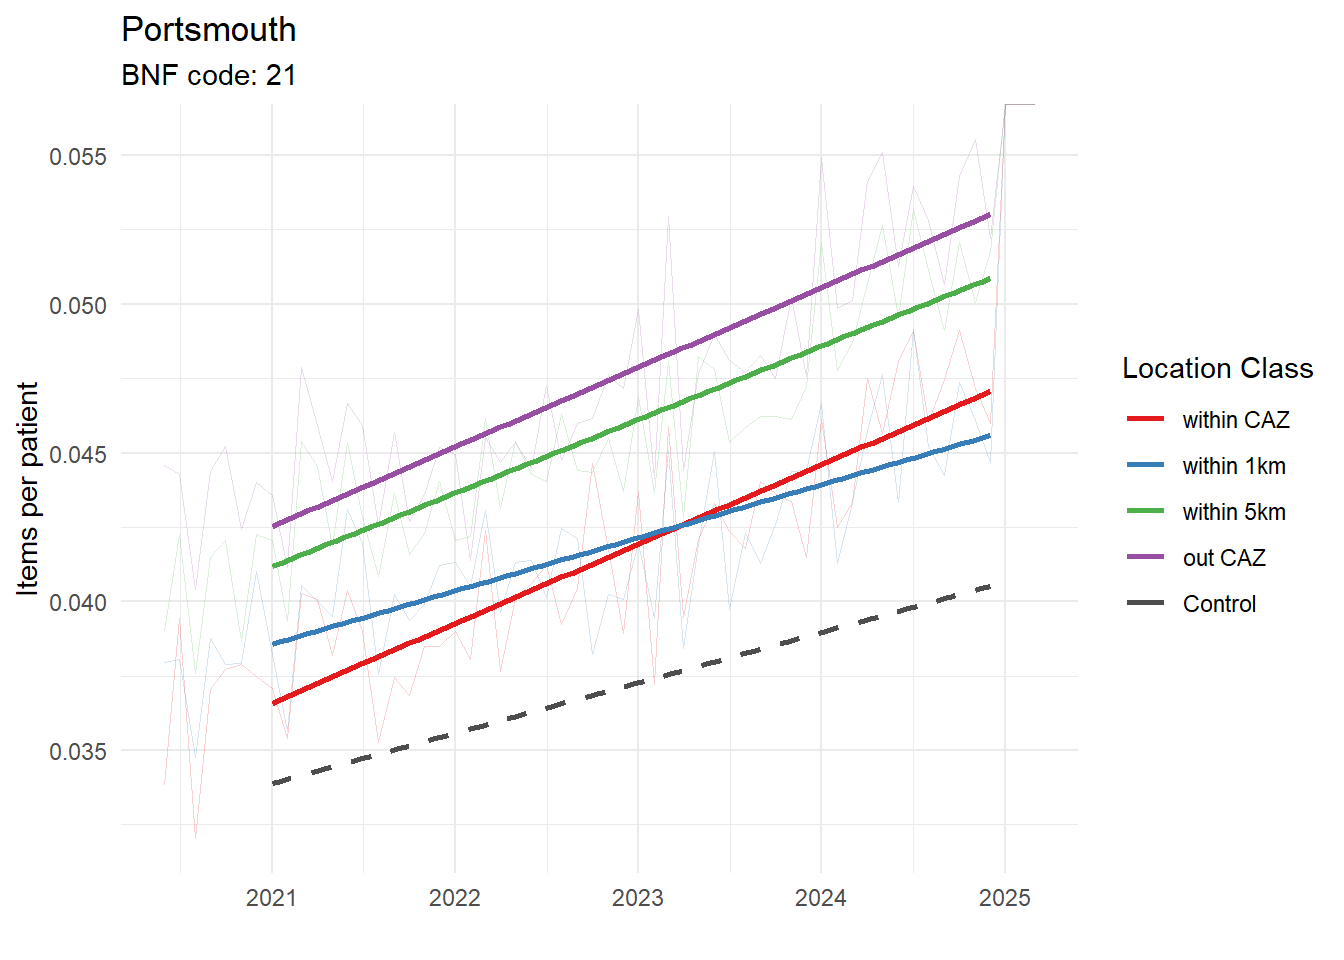 Portsmouth
BNF code: 21
Items per patient
0.055
0.050
0.045
0.040
0.035
2021
2022
2023
2024
2025
Location Class
within CAZ
within 1km
within 5km
out CAZ
Control